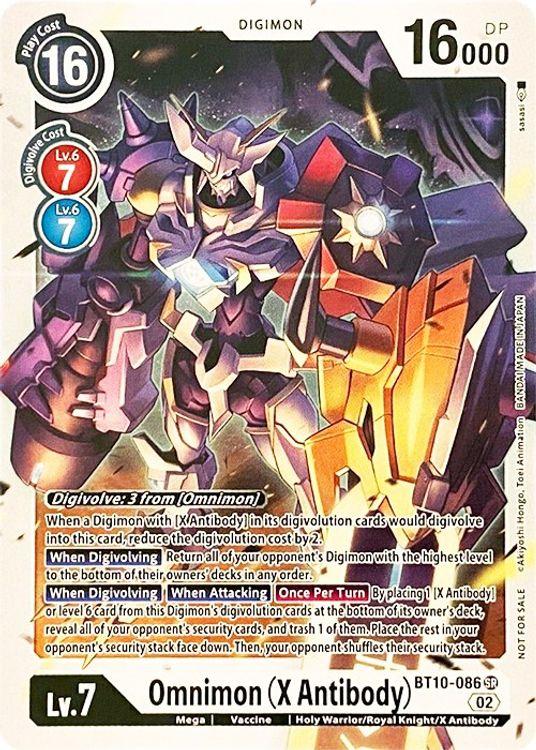 Play Cost
16
DIGIMON
16000
DP
Digivolve Cost
Lv.6
7
Lv.6
7
sasasi
©Akiyoshi Hongo, Toei Animation BANDAI MADE IN JAPAN
NOT FOR SALE
Digivolve: 3 from [Omnimon]
When a Digimon with [X Antibody] in its digivolution cards would digivolve
into this card, reduce the digivolution cost by 2.
When Digivolving Return all of your opponent's Digimon with the highest level
to the bottom of their owners' decks in any order.
When Digivolving When Attacking Once Per Turn By placing 1 [X Antibody]
or level 6 card from this Digimon's digivolution cards at the bottom of its owner's deck,
reveal all of your opponent's security cards, and trash 1 of them. Place the rest in your
opponent's security stack face down. Then, your opponent shuffles their security stack.
Lv.7
Omnimon (X Antibody)
BT10-086 SR
02
Mega | Vaccine | Holy Warrior/Royal Knight/X Antibody